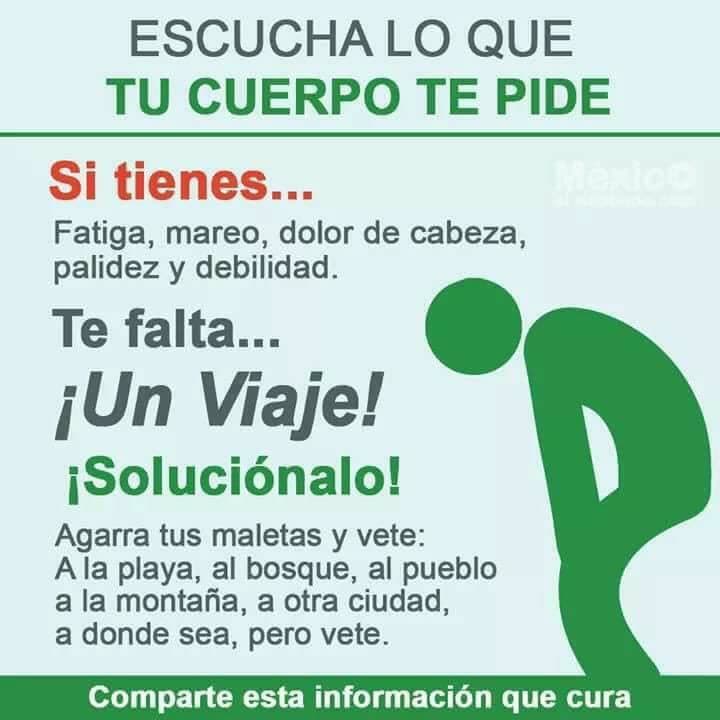 ESCUCHA LO QUE
TU CUERPO TE PIDE
Si tienes...
México
Fatiga, mareo, dolor de cabeza,
palidez y debilidad.
Te falta...
¡Un Viaje!
¡Soluciónalo!
Agarra tus maletas y vete:
A la playa, al bosque, al pueblo
a la montaña, a otra ciudad,
a donde sea, pero vete.
Comparte esta información que cura